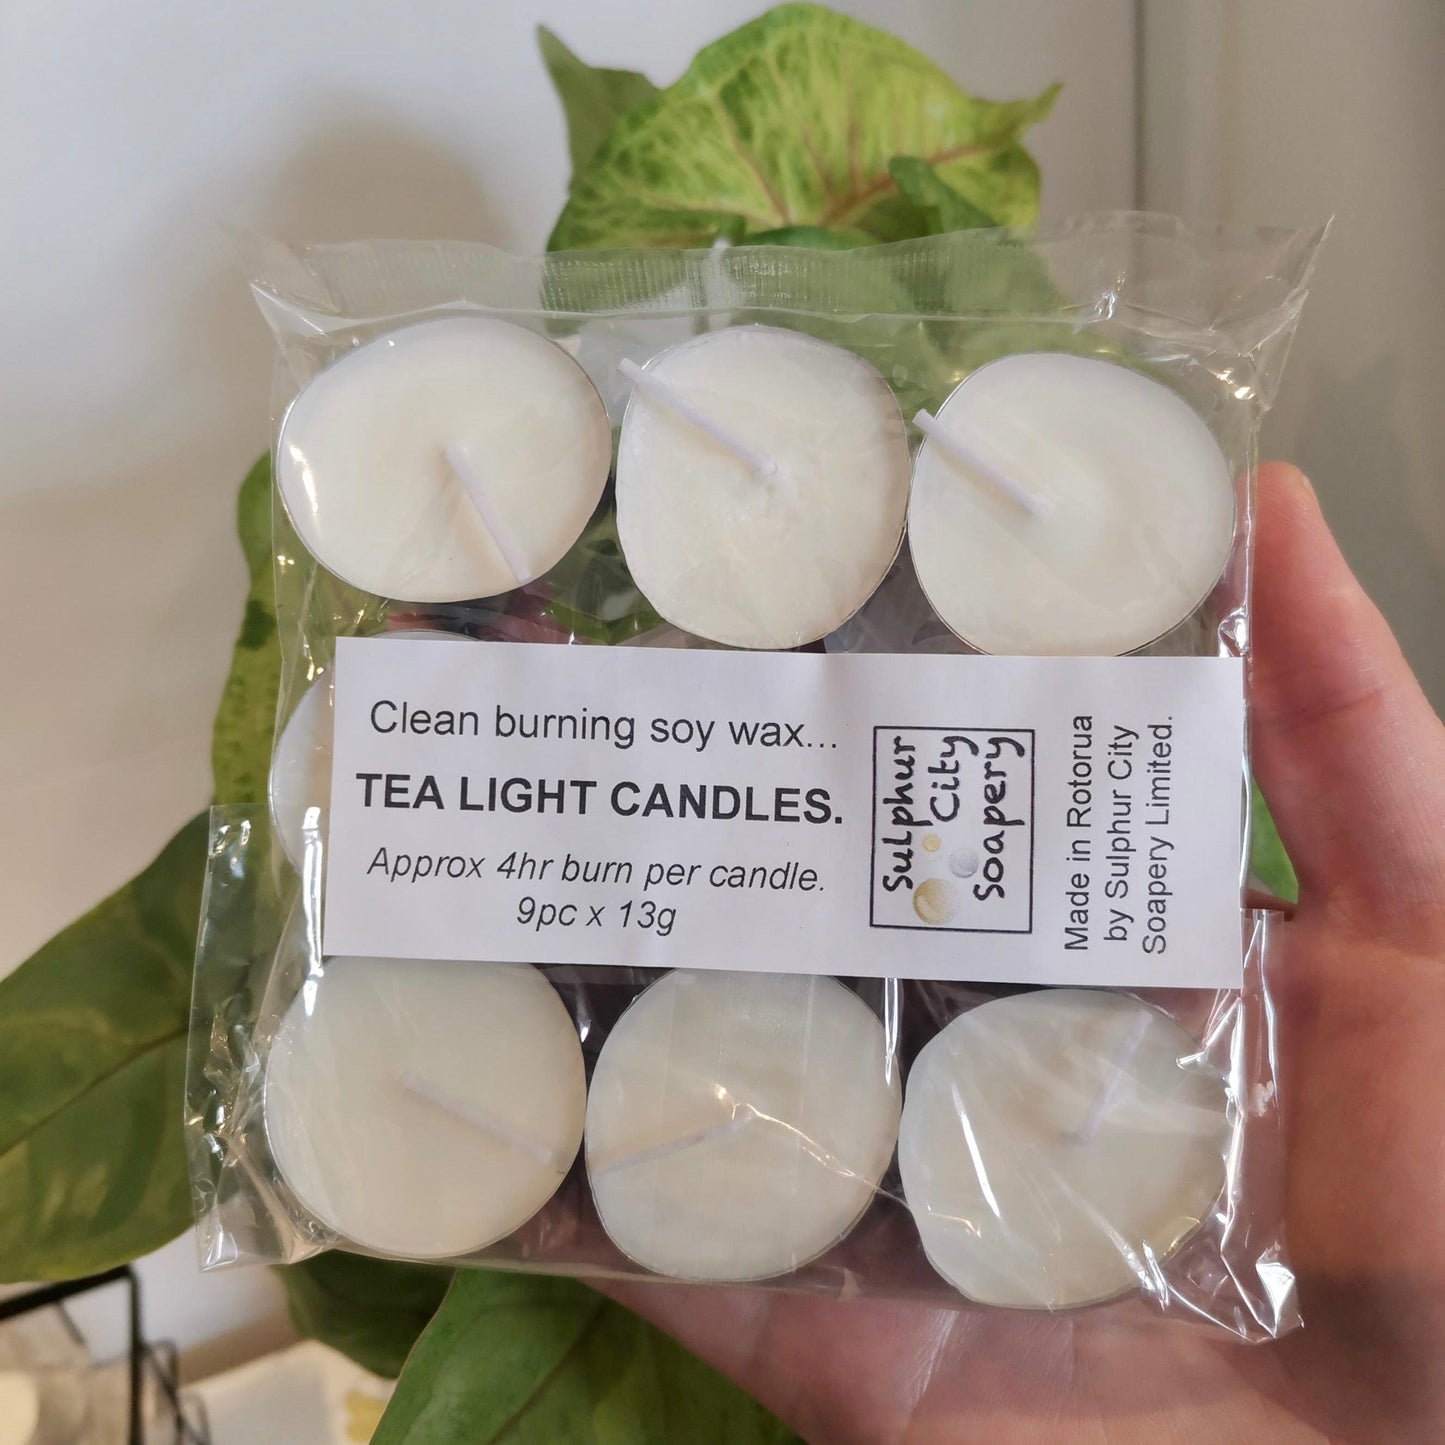 Clean burning soy wax...
TEA LIGHT CANDLES.
Approx 4hr burn per candle.
9pc x 13g
Sulphur
City
Soapery
Made in Rotorua
by Sulphur City
Soapery Limited.